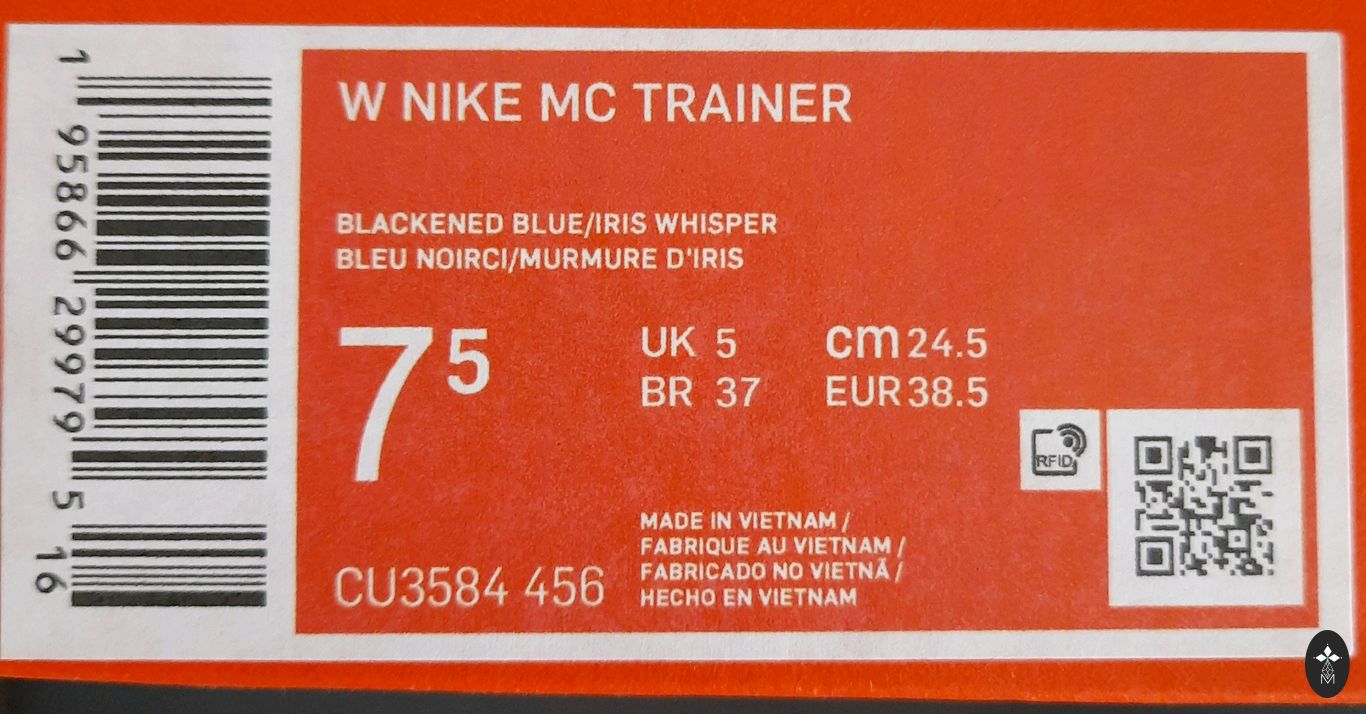 1 95866 29979 5 16
W NIKE MC TRAINER
BLACKENED BLUE/IRIS WHISPER
BLEU NOIRCI/MURMURE D'IRIS
7 5
UK 5 cm 24.5
BR 37 EUR 38.5
RFID
MADE IN VIETNAM /
FABRIQUE AU VIETNAM /
FABRICADO NO VIETNÃ /
HECHO EN VIETNAM
CU3584 456
M